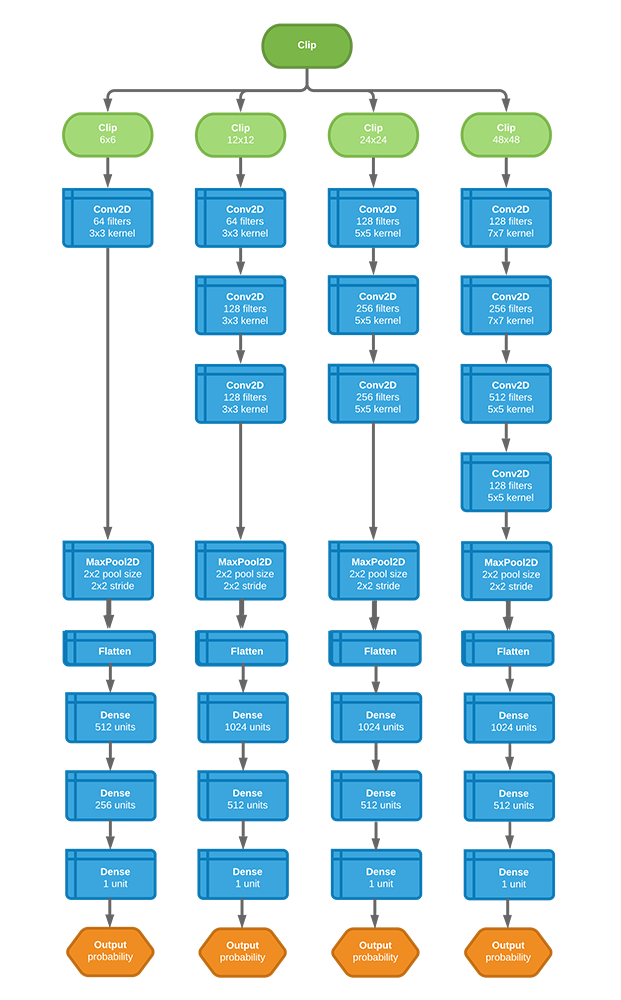 Clip
Clip
6x6
Clip
12x12
Clip
24x24
Clip
48x48
Conv2D
64 filters
3x3 kernel
Conv2D
64 filters
3x3 kernel
Conv2D
128 filters
5x5 kernel
Conv2D
128 filters
7x7 kernel
Conv2D
128 filters
3x3 kernel
Conv2D
256 filters
5x5 kernel
Conv2D
256 filters
7x7 kernel
Conv2D
128 filters
3x3 kernel
Conv2D
256 filters
5x5 kernel
Conv2D
512 filters
5x5 kernel
Conv2D
128 filters
5x5 kernel
MaxPool2D
2x2 pool size
2x2 stride
MaxPool2D
2x2 pool size
2x2 stride
MaxPool2D
2x2 pool size
2x2 stride
MaxPool2D
2x2 pool size
2x2 stride
Flatten
Flatten
Flatten
Flatten
Dense
512 units
Dense
1024 units
Dense
1024 units
Dense
1024 units
Dense
256 units
Dense
512 units
Dense
512 units
Dense
512 units
Dense
1 unit
Dense
1 unit
Dense
1 unit
Dense
1 unit
Output
probability
Output
probability
Output
probability
Output
probability